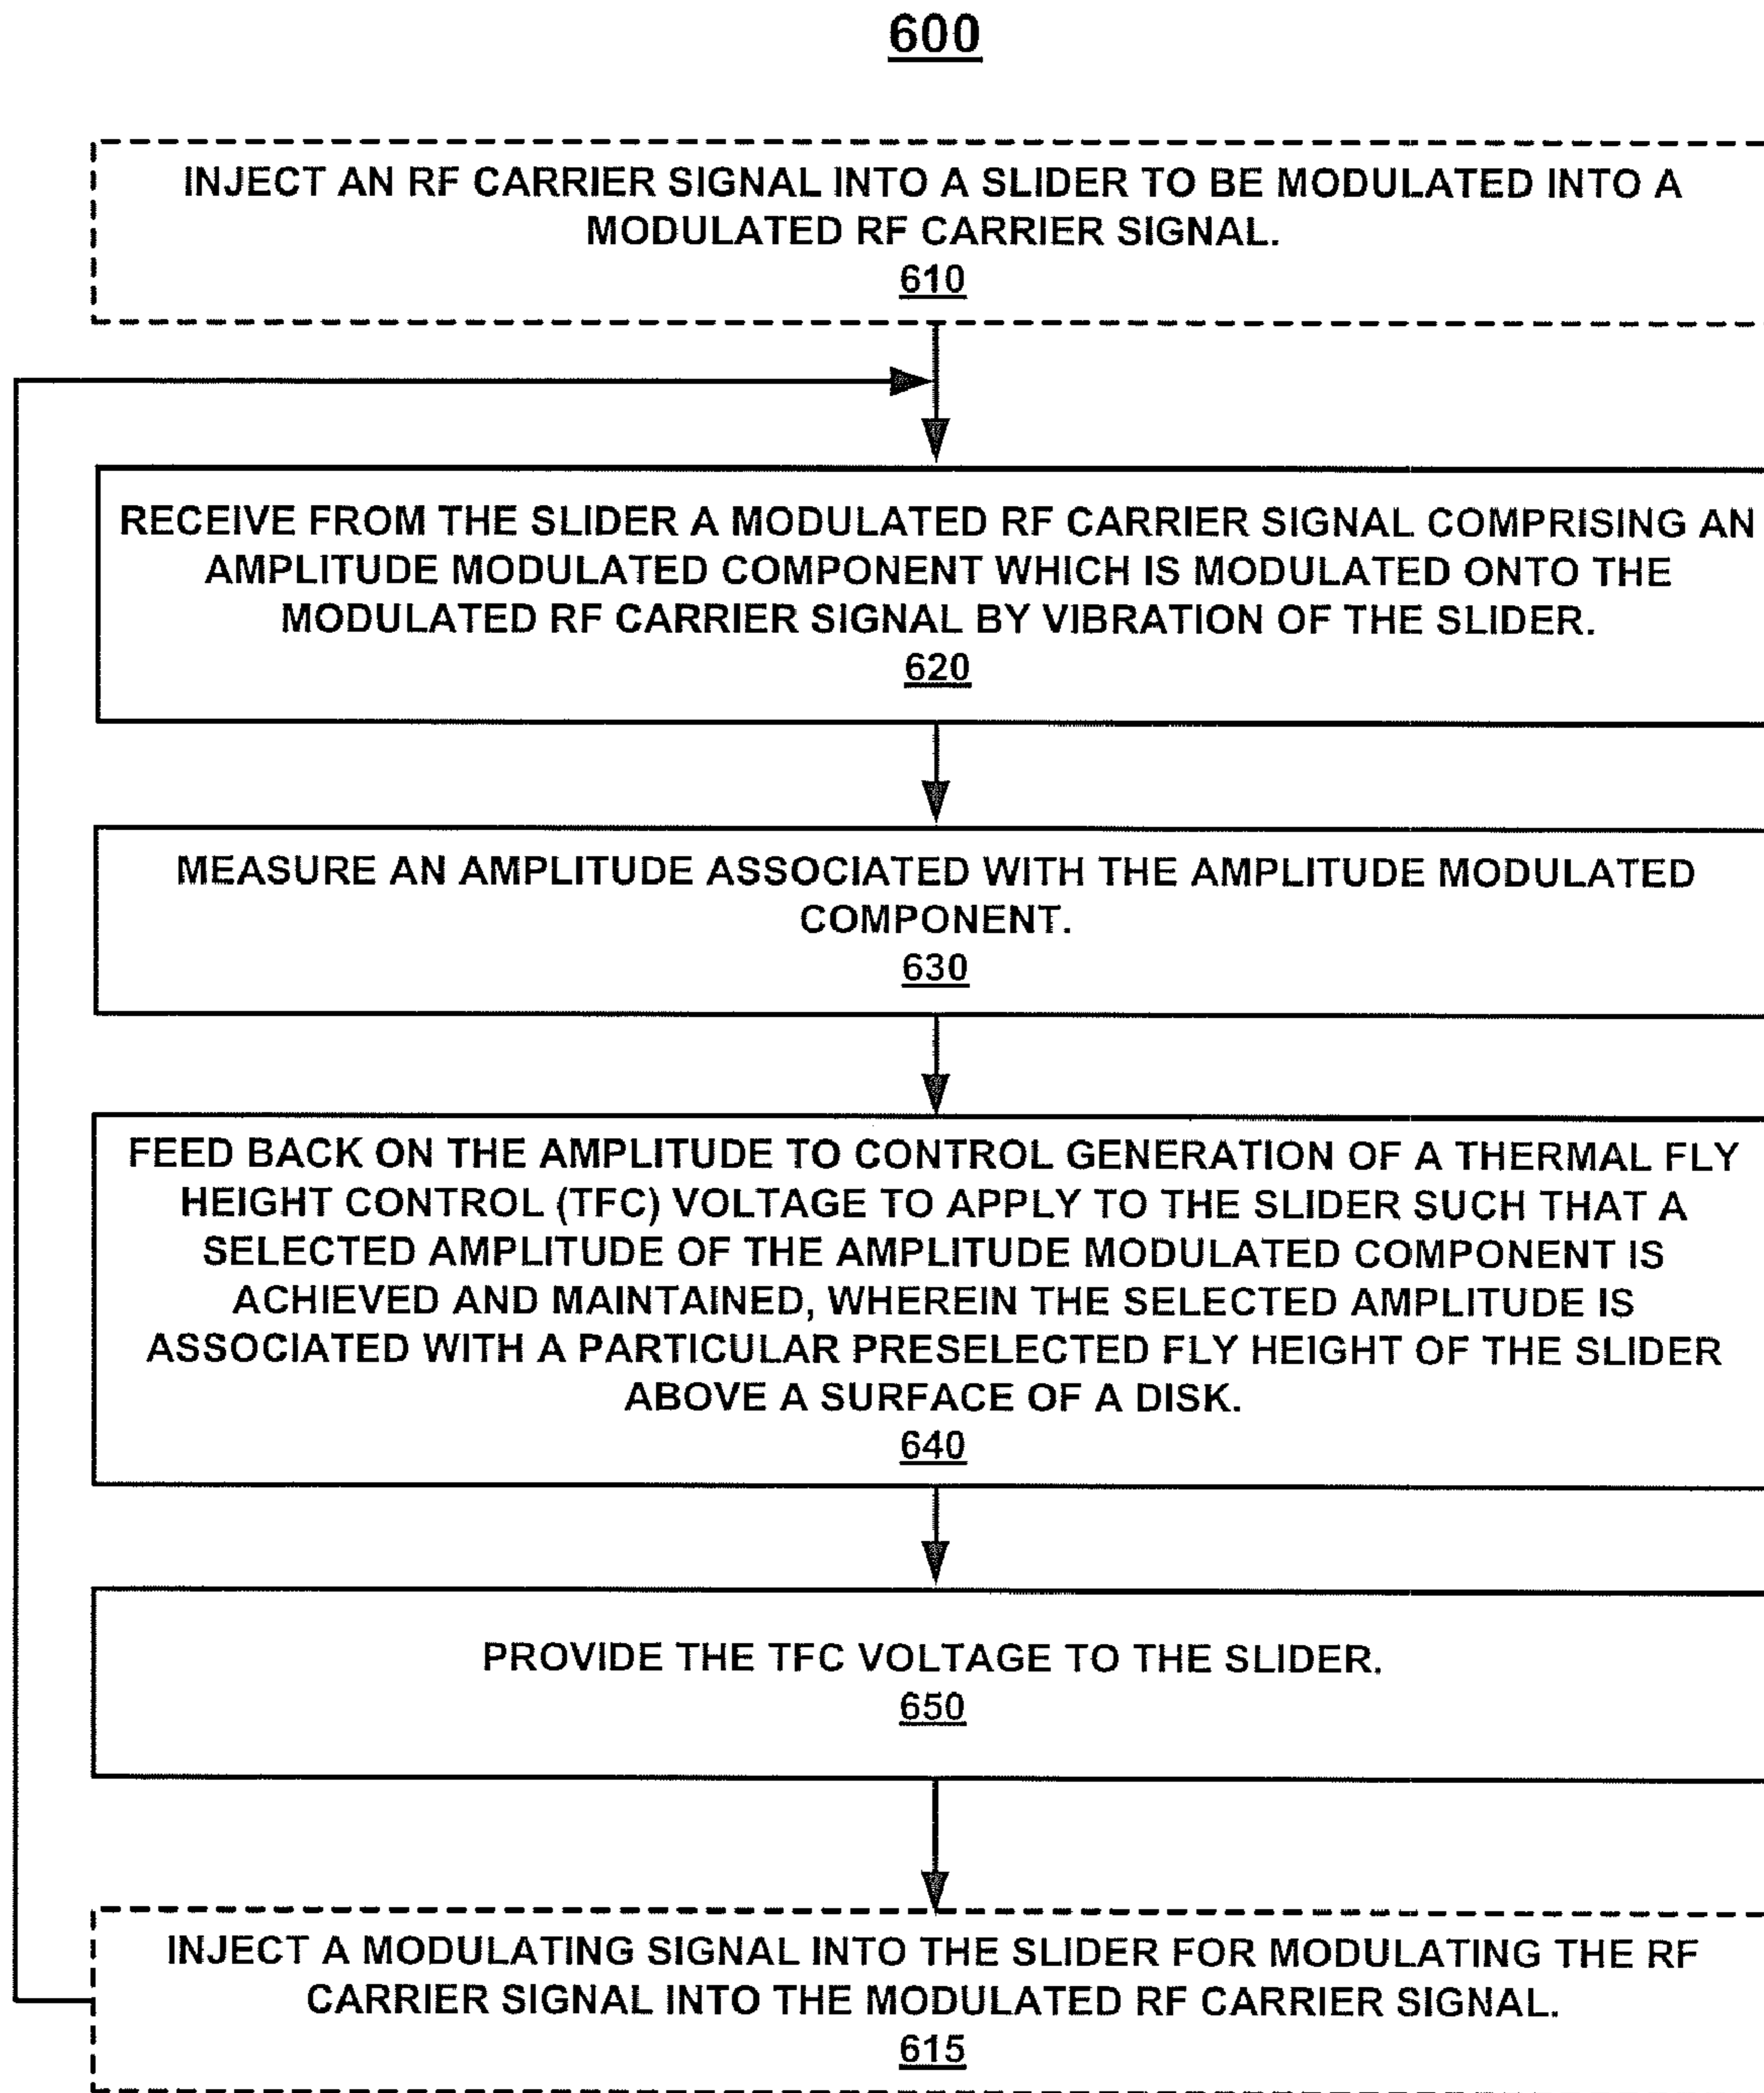 600
INJECT AN RF CARRIER SIGNAL INTO A SLIDER TO BE MODULATED INTO A
MODULATED RF CARRIER SIGNAL.
610
RECEIVE FROM THE SLIDER A MODULATED RF CARRIER SIGNAL COMPRISING AN
AMPLITUDE MODULATED COMPONENT WHICH IS MODULATED ONTO THE
MODULATED RF CARRIER SIGNAL BY VIBRATION OF THE SLIDER.
620
MEASURE AN AMPLITUDE ASSOCIATED WITH THE AMPLITUDE MODULATED
COMPONENT.
630
FEED BACK ON THE AMPLITUDE TO CONTROL GENERATION OF A THERMAL FLY
HEIGHT CONTROL (TFC) VOLTAGE TO APPLY TO THE SLIDER SUCH THAT A
SELECTED AMPLITUDE OF THE AMPLITUDE MODULATED COMPONENT IS
ACHIEVED AND MAINTAINED, WHEREIN THE SELECTED AMPLITUDE IS
ASSOCIATED WITH A PARTICULAR PRESELECTED FLY HEIGHT OF THE SLIDER
ABOVE A SURFACE OF A DISK.
640
PROVIDE THE TFC VOLTAGE TO THE SLIDER.
650
INJECT A MODULATING SIGNAL INTO THE SLIDER FOR MODULATING THE RF
CARRIER SIGNAL INTO THE MODULATED RF CARRIER SIGNAL.
615